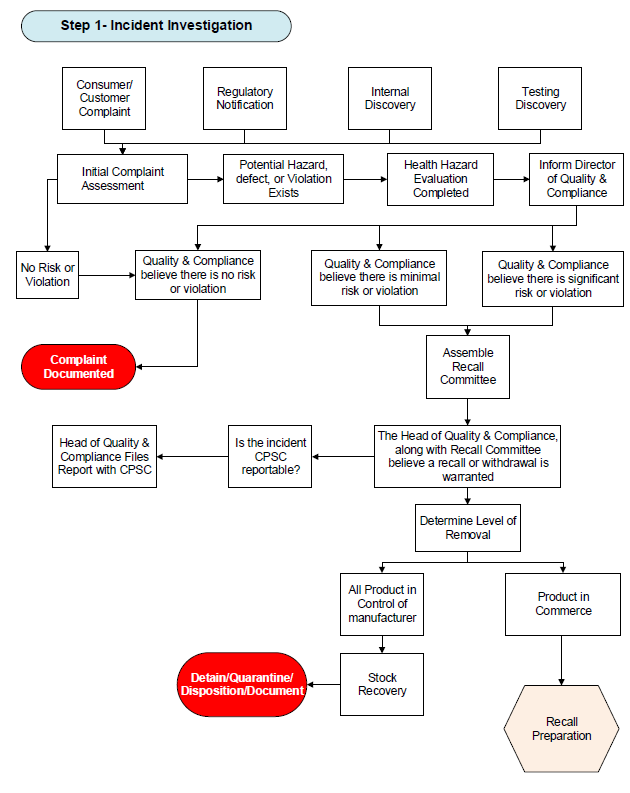 Step 1- Incident Investigation
Consumer/
Customer
Complaint
Regulatory
Notification
Internal
Discovery
Testing
Discovery
Initial Complaint
Assessment
Potential Hazard,
defect, or Violation
Exists
Health Hazard
Evaluation
Completed
Inform Director
of Quality &
Compliance
No Risk or
Violation
Quality & Compliance
believe there is no risk
or violation
Quality & Compliance
believe there is minimal
risk or violation
Quality & Compliance
believe there is significant
risk or violation
Complaint
Documented
Assemble
Recall
Committee
Head of Quality &
Compliance Files
Report with CPSC
Is the incident
CPSC
reportable?
The Head of Quality & Compliance,
along with Recall Committee
believe a recall or withdrawal is
warranted
Determine Level of
Removal
All Product in
Control of
manufacturer
Product in
Commerce
Detain/Quarantine/
Disposition/Document
Stock
Recovery
Recall
Preparation